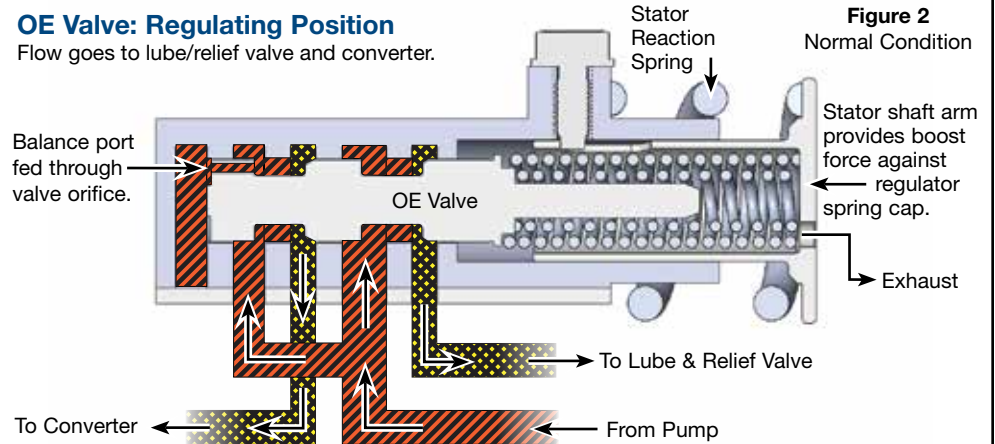 OE Valve: Regulating Position
Flow goes to lube/relief valve and converter.
Stator
Reaction
Spring
Figure 2
Normal Condition
Balance port
fed through
valve orifice.
OE Valve
Stator shaft arm
provides boost
force against
regulator
spring cap.
Exhaust
To Lube & Relief Valve
To Converter
From Pump